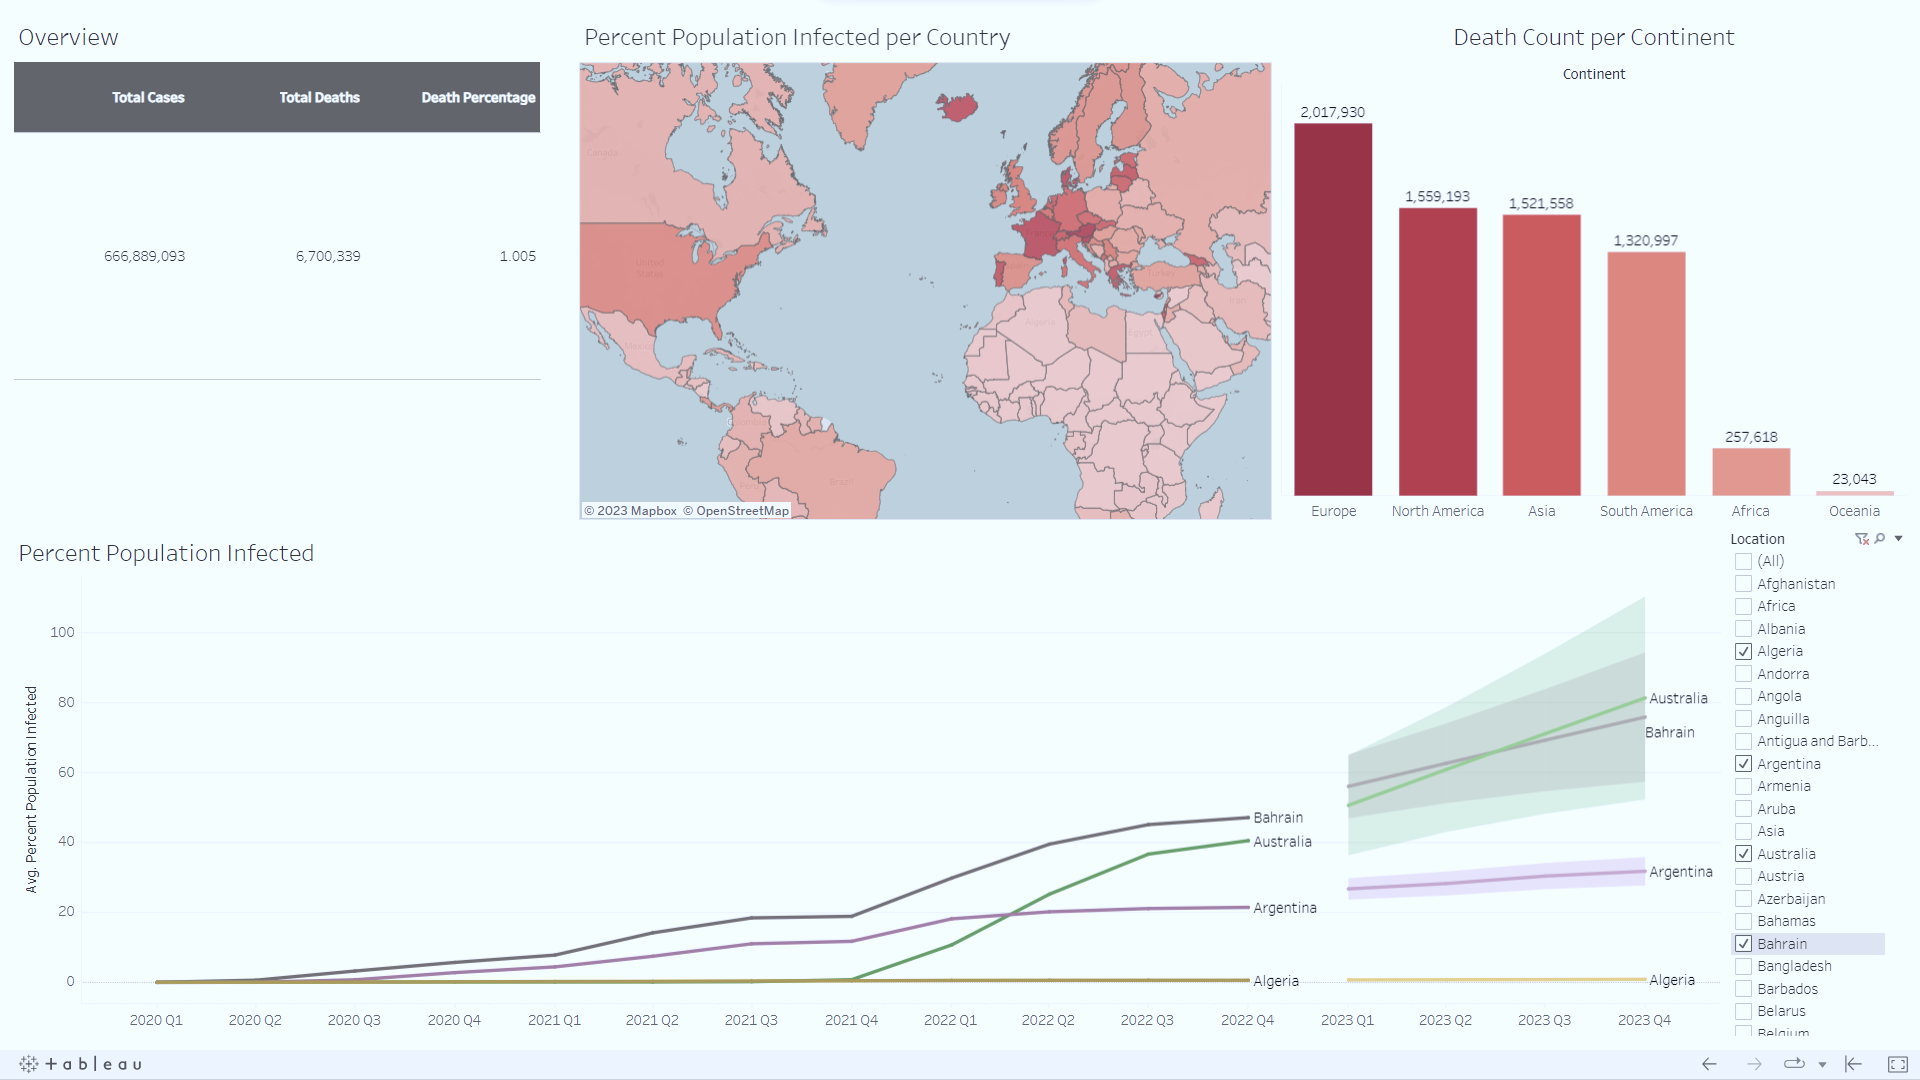 Overview
Total Cases Total Deaths Death Percentage
666,889,093 6,700,339 1.005
Percent Population Infected per Country
Canada
United
States
Mexico
Brazil
Peru
France
Turkey
Iran
Algeria
Egypt
© 2023 Mapbox © OpenStreetMap
Death Count per Continent
Continent
2,017,930
1,559,193
1,521,558
1,320,997
257,618
23,043
Europe North America Asia South America Africa Oceania
Percent Population Infected
Avg. Percent Population Infected
100
80
60
40
20
0
Australia
Bahrain
Bahrain
Australia
Argentina
Argentina
Algeria
Algeria
2020 Q1 2020 Q2 2020 Q3 2020 Q4 2021 Q1 2021 Q2 2021 Q3 2021 Q4 2022 Q1 2022 Q2 2022 Q3 2022 Q4 2023 Q1 2023 Q2 2023 Q3 2023 Q4
Location
(All)
Afghanistan
Africa
Albania
Algeria
Andorra
Angola
Anguilla
Antigua and Barb...
Argentina
Armenia
Aruba
Asia
Australia
Austria
Azerbaijan
Bahamas
Bahrain
Bangladesh
Barbados
Belarus
Belgium
+ a b l e a u